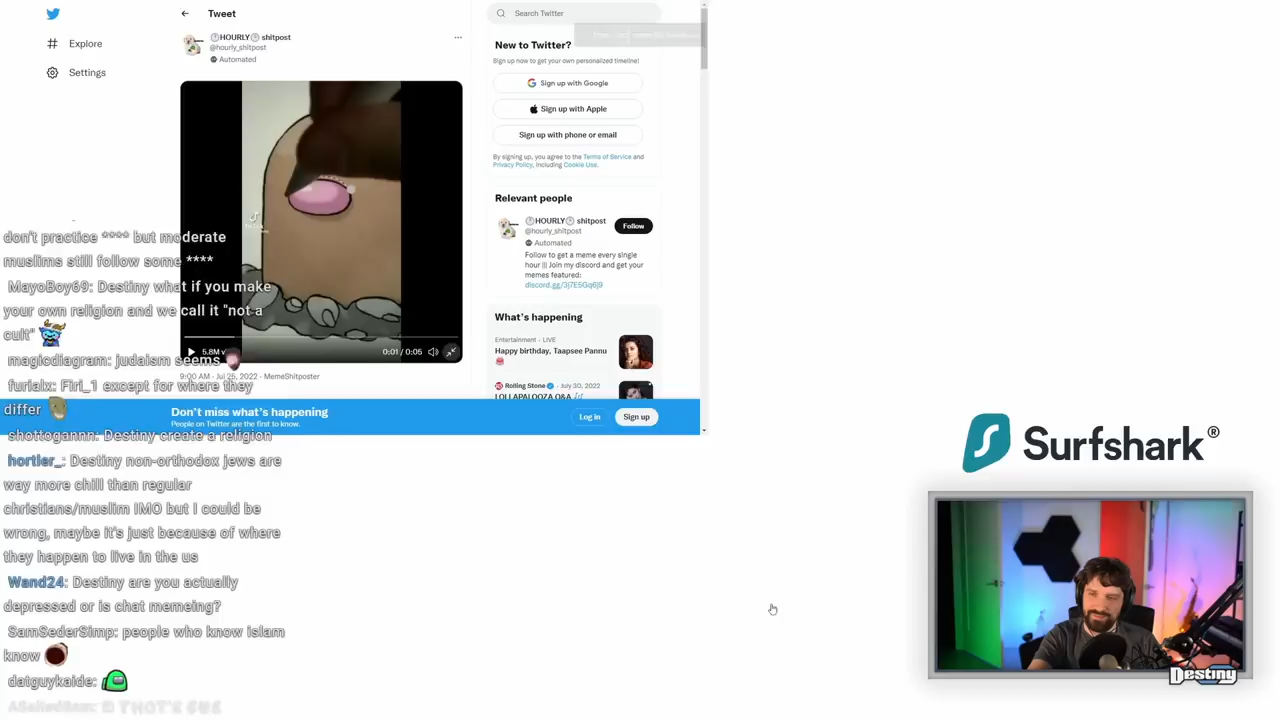 Tweet
Search Twitter
Explore
Settings
🕐HOURLY🕐 shitpost
@hourly_shitpost
Automated
5.8M
0:01 / 0:05
9:00 AM · Jul 25, 2022 · MemeShitposter
New to Twitter?
Sign up now to get your own personalized timeline!
Sign up with Google
Sign up with Apple
Sign up with phone or email
By signing up, you agree to the Terms of Service and
Privacy Policy, including Cookie Use.
Relevant people
🕐HOURLY🕐 shitpost
@hourly_shitpost
Automated
Follow
Follow to get a meme every single
hour || Join my discord and get your
memes featured:
discord.gg/3j7E5Gq6j9
What's happening
Entertainment · LIVE
Happy birthday, Taapsee Pannu
Rolling Stone · July 30, 2022
LOLLAPALOOZA Q&A
Don't miss what's happening
People on Twitter are the first to know.
Log in
Sign up
don't practice **** but moderate
muslims still follow some ****
MayoBoy69: Destiny what if you make
your own religion and we call it "not a
cult"
magicdiagram: judaism seems
furialx: Firi_1 except for where they
differ
shottogannn: Destiny create a religion
hortler_: Destiny non-orthodox jews are
way more chill than regular
christians/muslim IMO but I could be
wrong, maybe it's just because of where
they happen to live in the us
Wand24: Destiny are you actually
depressed or is chat memeing?
SamSederSimp: people who know islam
know
datguykaide:
THAT'S SUS
Surfshark®
Destiny